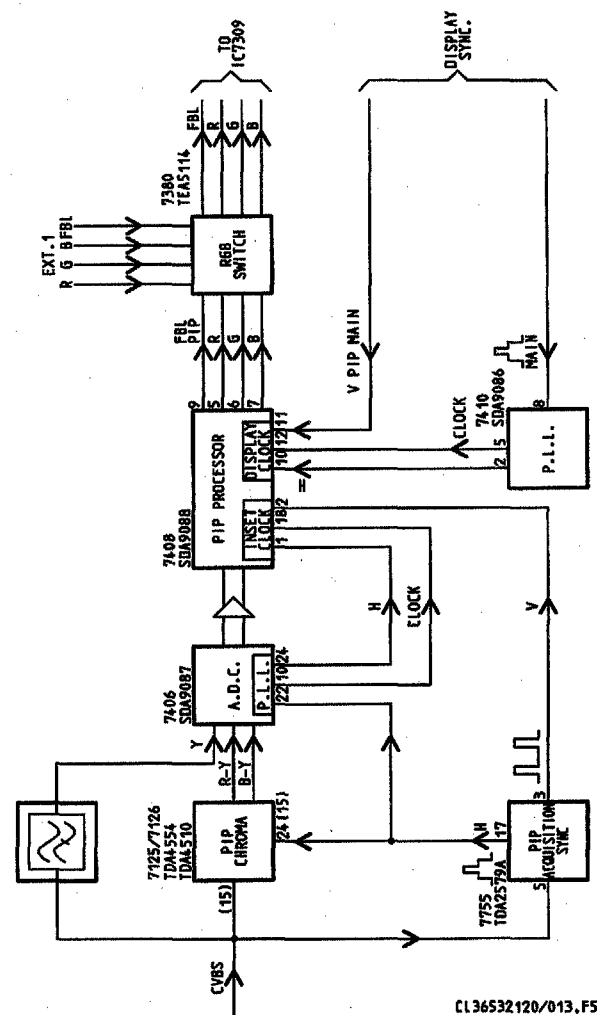 CVBS
(15)
7125/7126
TDA4554
TDA4510
PIP
CHROMA
24(15)
Y
R-Y
B-Y
7406
SDA9087
A.D.C.
P.L.L.
22 10 24
H
CLOCK
V
7755
TDA2579A
PIP
ACQUISITION
SYNC
5
17
3
H
7408
SDA9088
PIP PROCESSOR
INSET
CLOCK
1 18 2
DISPLAY
CLOCK
10 12 11
9
5
6
7
FBL
PIP
R
G
B
H
CLOCK
7410
SDA9086
P.L.L.
2 5
8
MAIN
V PIP MAIN
EXT.1
R G B FBL
7380
TEA5114
RGB
SWITCH
FBL
R
G
B
TO
IC7309
DISPLAY
SYNC.
CL36532120/013.F5